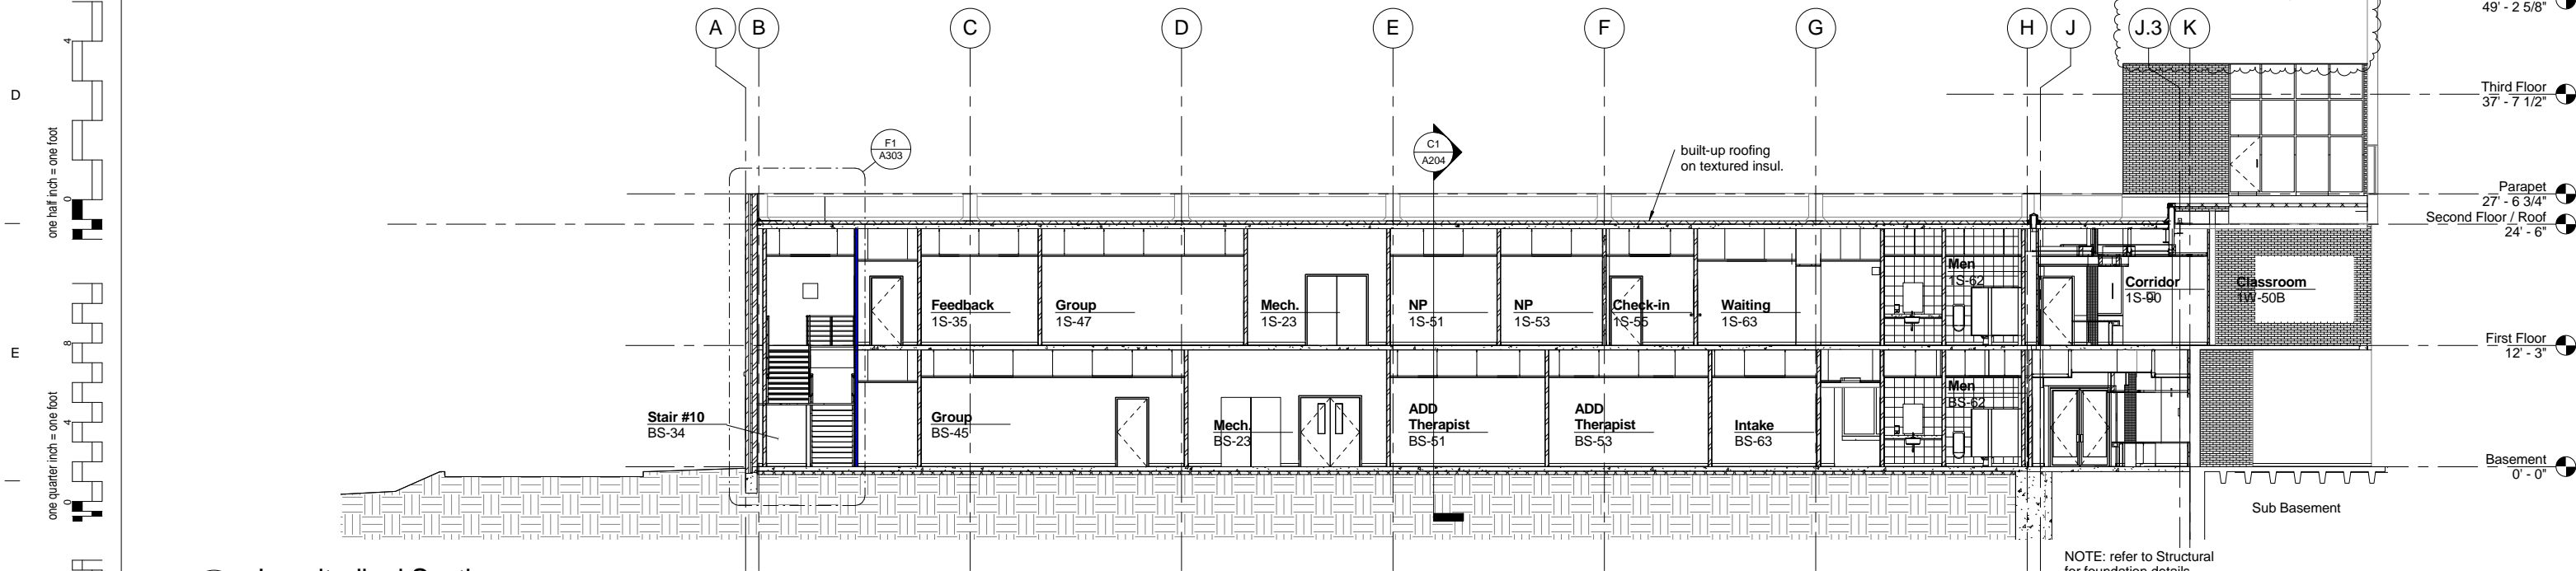 49' - 2 5/8"
A
B
C
D
E
F
G
H
J
J.3
K
4
D
0
one half inch = one foot
F1
A303
C1
A204
built-up roofing
on textured insul.
Third Floor
37' - 7 1/2"
Parapet
27' - 6 3/4"
Second Floor / Roof
24' - 6"
First Floor
12' - 3"
Basement
0' - 0"
Feedback
1S-35
Group
1S-47
Mech.
1S-23
NP
1S-51
NP
1S-53
Check-in
1S-55
Waiting
1S-63
Men
1S-62
Corridor
1S-90
Classroom
1W-50B
E
8
4
0
one quarter inch = one foot
Stair #10
BS-34
Group
BS-45
Mech.
BS-23
ADD
Therapist
BS-51
ADD
Therapist
BS-53
Intake
BS-63
Men
BS-62
Sub Basement
NOTE: refer to Structural
for foundation details